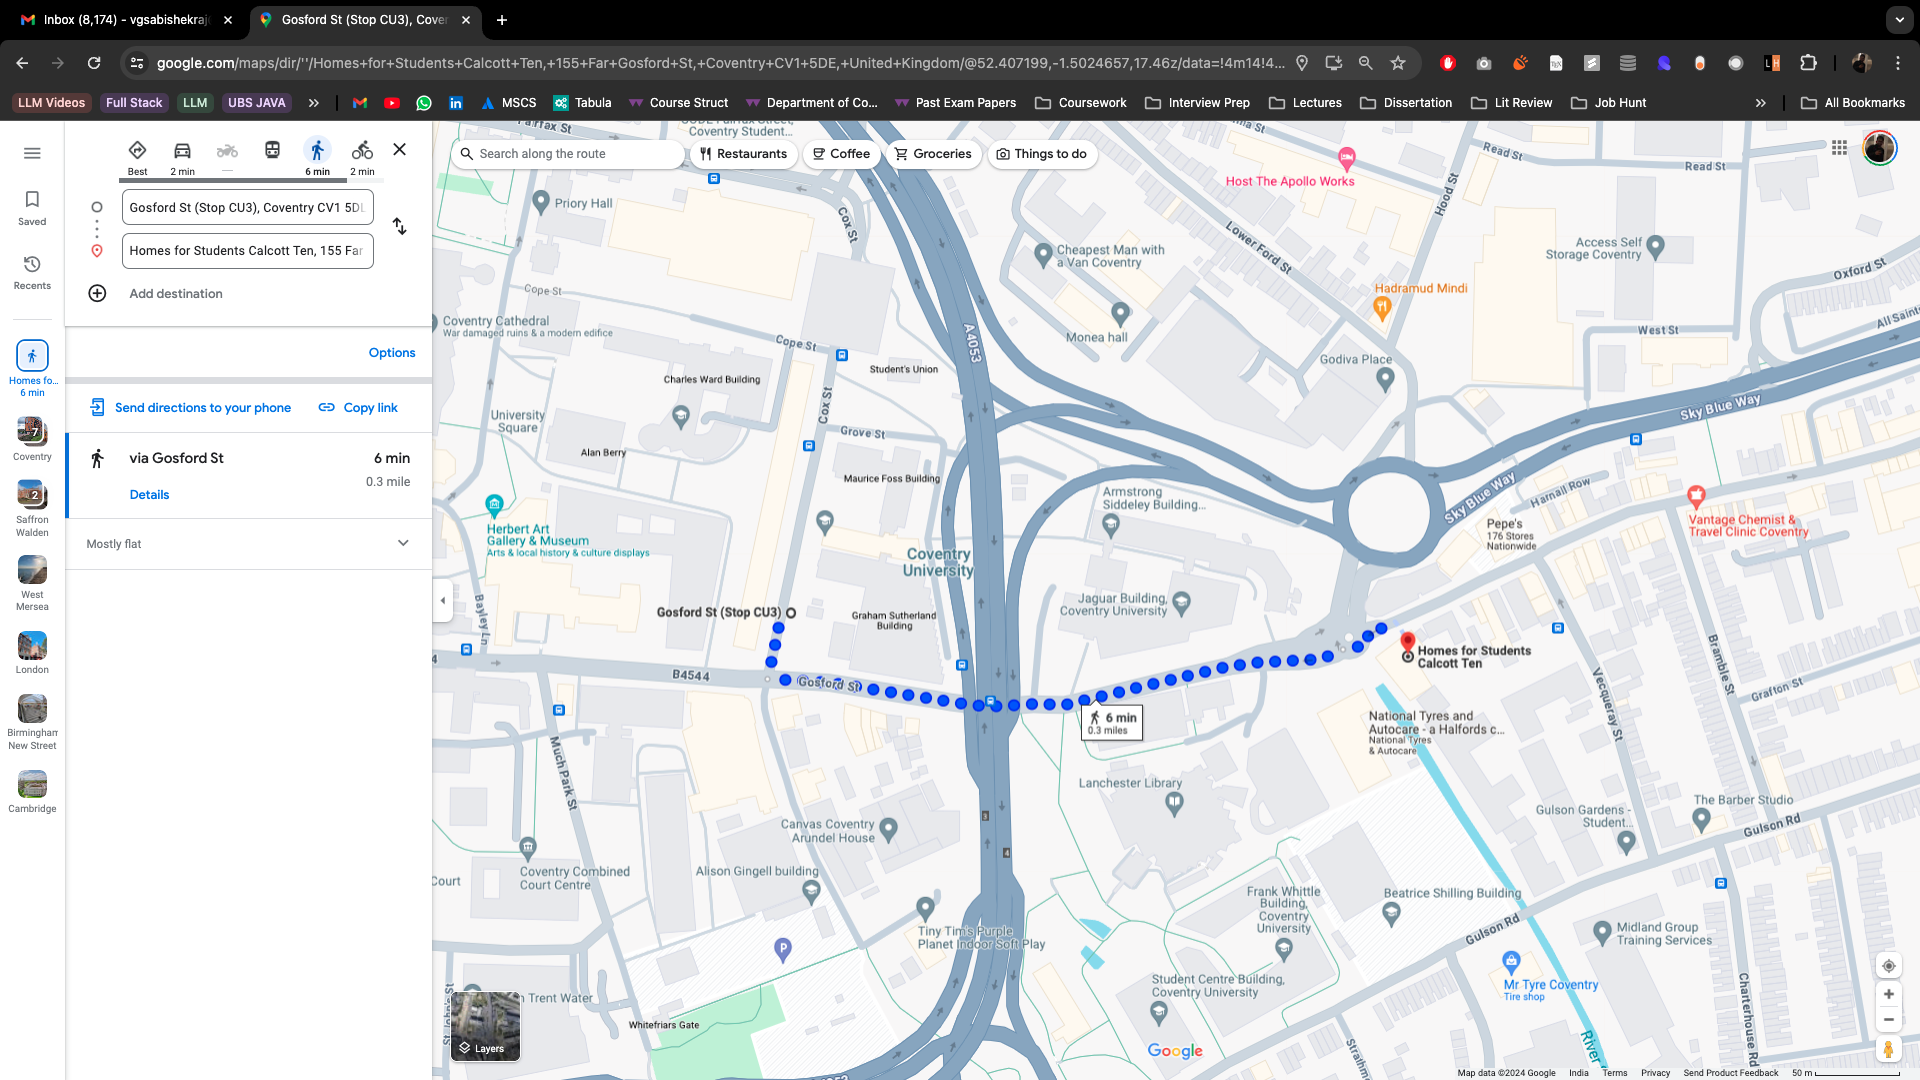 Inbox (8,174) - vgsabishekraj
Gosford St (Stop CU3), Cove
google.com/maps/dir/''/Homes+for+Students+Calcott+Ten,+155+Far+Gosford+St,+Coventry+CV1+5DE,+United+Kingdom/@52.407199,-1.5024657,17.46z/data=!4m14!4...
LLM Videos
Full Stack
LLM
UBS JAVA
MSCS
Tabula
Course Struct
Department of Co...
Past Exam Papers
Coursework
Interview Prep
Lectures
Dissertation
Lit Review
Job Hunt
All Bookmarks
Saved
Recents
Homes fo...
6 min
7
Coventry
2
Saffron
Walden
West
Mersea
London
Birmingham
New Street
Cambridge
Best
2 min
6 min
2 min
Gosford St (Stop CU3), Coventry CV1 5DL
Homes for Students Calcott Ten, 155 Far
Add destination
Options
Send directions to your phone
Copy link
via Gosford St
6 min
0.3 mile
Details
Mostly flat
Search along the route
Restaurants
Coffee
Groceries
Things to do
Fairfax St
Coventry Student...
Priory Hall
Cox St
Cope St
Coventry Cathedral
War damaged ruins & a modern edifice
Cope St
Charles Ward Building
Student's Union
University
Square
Cox St
Grove St
Alan Berry
Maurice Foss Building
Herbert Art
Gallery & Museum
Arts & local history & culture displays
Coventry
University
Bayley Ln
Gosford St (Stop CU3)
Graham Sutherland
Building
B4544
Gosford St
A4053
Cheapest Man with
a Van Coventry
Monea hall
Host The Apollo Works
Read St
Read St
Hood St
Lower Ford St
Access Self
Storage Coventry
Oxford St
Hadramud Mindi
Godiva Place
West St
All Saints
Sky Blue Way
Sky Blue Way
Harnall Row
Armstrong
Siddeley Building...
Pepe's
176 Stores
Nationwide
Vantage Chemist &
Travel Clinic Coventry
Jaguar Building,
Coventry University
Homes for Students
Calcott Ten
6 min
0.3 miles
Bramble St
Grafton St
Vecqueray St
National Tyres and
Autocare - a Halfords c...
National Tyres
& Autocare
Lanchester Library
Much Park St
Canvas Coventry
Arundel House
Gulson Gardens -
Student...
The Barber Studio
Gulson Rd
Court
Coventry Combined
Court Centre
Alison Gingell building
Tiny Tim's Purple
Planet Indoor Soft Play
Frank Whittle
Building,
Coventry
University
Beatrice Shilling Building
Gulson Rd
Midland Group
Training Services
Mr Tyre Coventry
Tire shop
Student Centre Building,
Coventry University
P
Trent Water
Whitefriars Gate
Charterhouse Rd
River
Layers
Google
Map data ©2024 Google
India
Terms
Privacy
Send Product Feedback
50 m